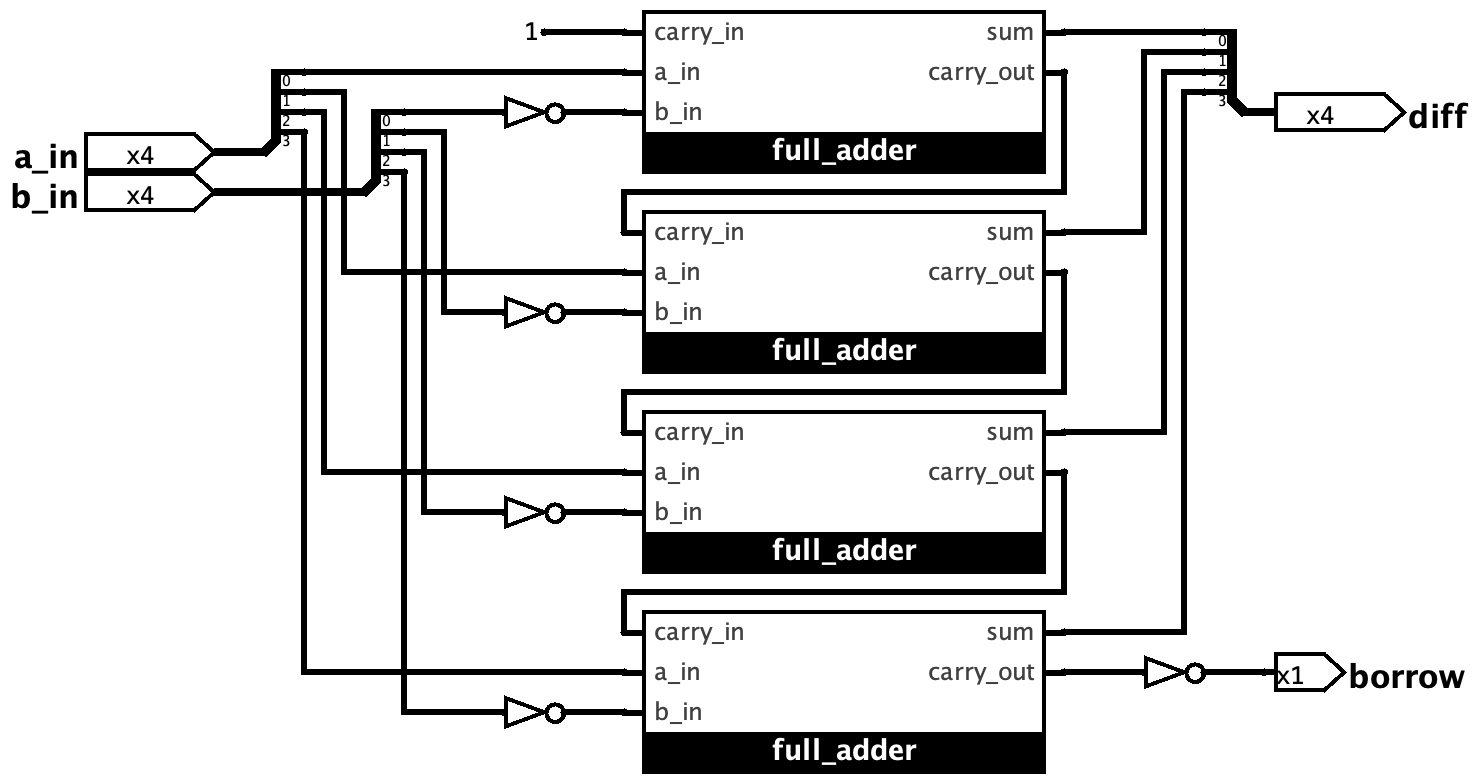 1
carry_in sum
a_in carry_out
b_in
full_adder
0
1
2
3
0
1
2
3
0
1
2
3
a_in x4
b_in x4
x4 diff
carry_in sum
a_in carry_out
b_in
full_adder
carry_in sum
a_in carry_out
b_in
full_adder
carry_in sum
a_in carry_out
b_in
full_adder
x1 borrow